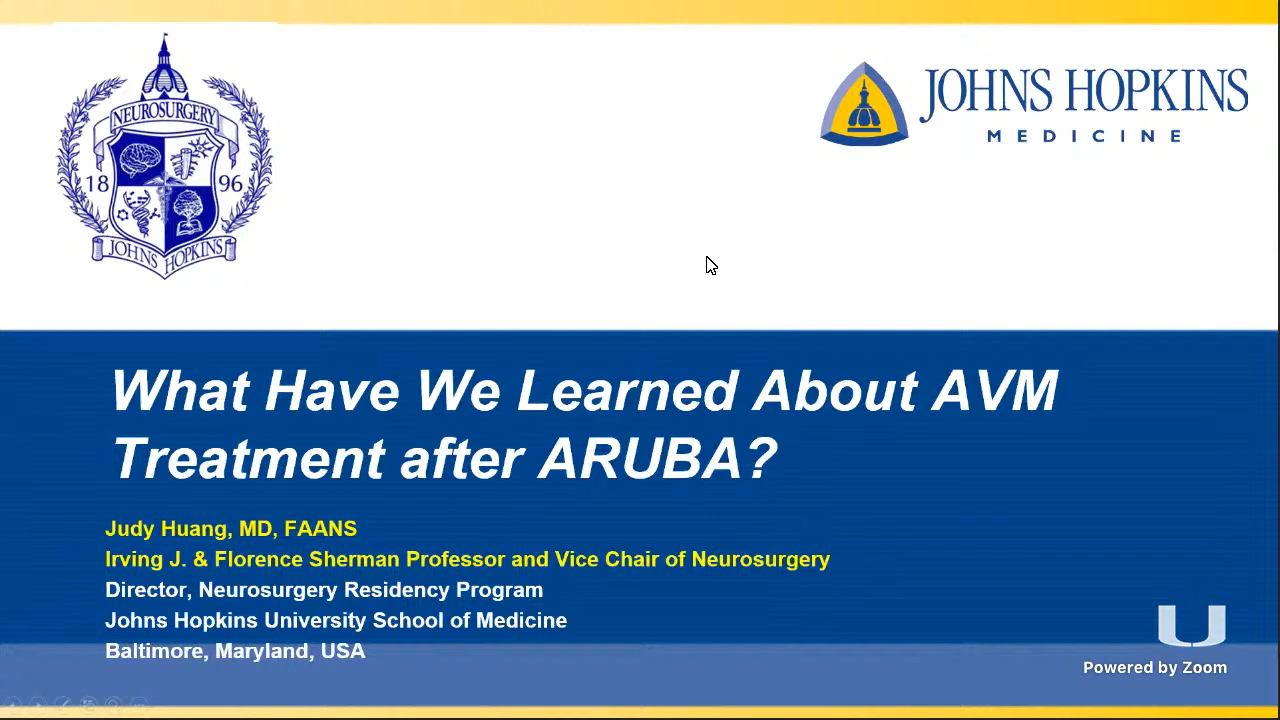 NEUROSURGERY
18 96
JOHNS HOPKINS
JOHNS HOPKINS
MEDICINE
What Have We Learned About AVM
Treatment after ARUBA?
Judy Huang, MD, FAANS
Irving J. & Florence Sherman Professor and Vice Chair of Neurosurgery
Director, Neurosurgery Residency Program
Johns Hopkins University School of Medicine
Baltimore, Maryland, USA
U
Powered by Zoom